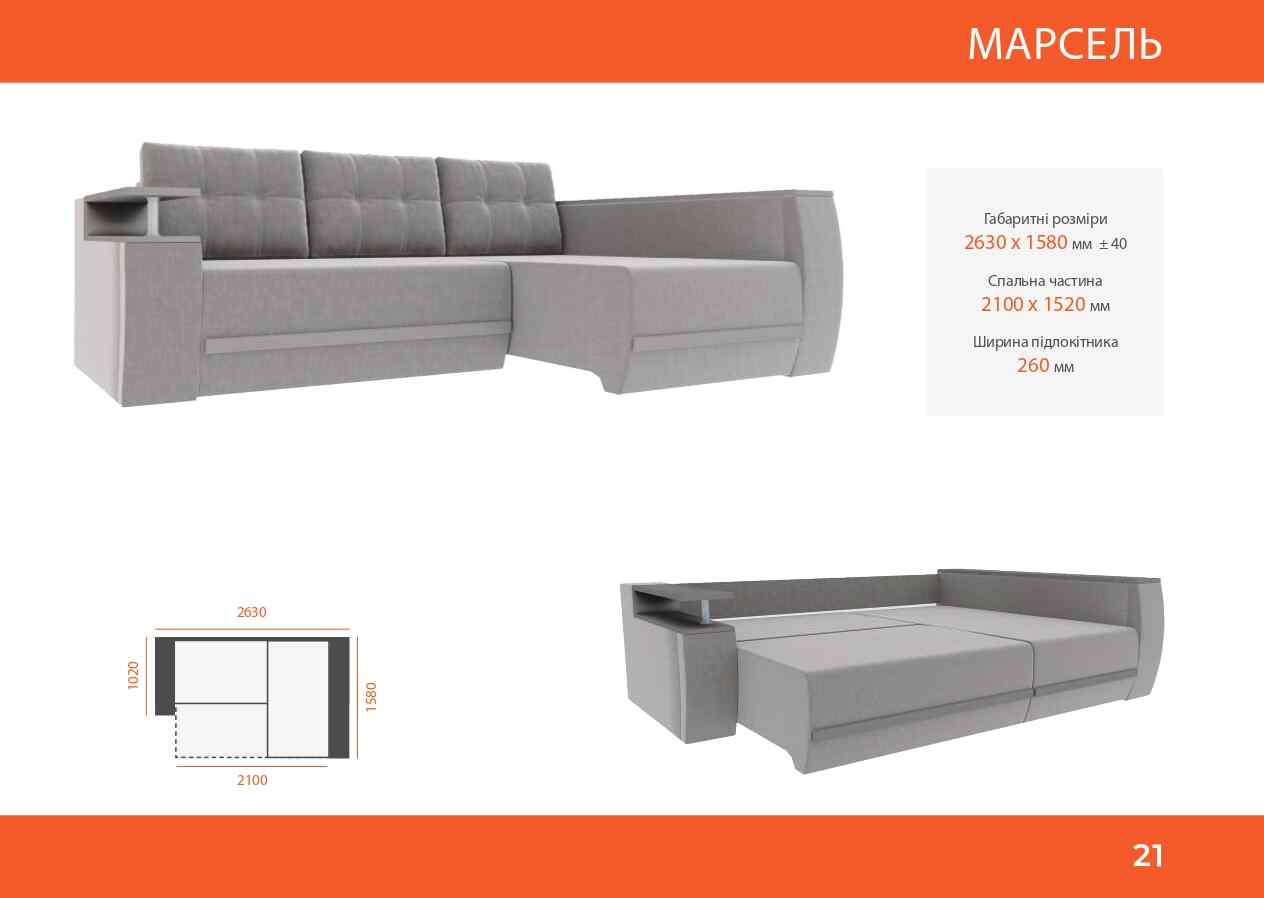 МАРСЕЛЬ
Габаритні розміри
2630 x 1580 мм ± 40
Спальна частина
2100 x 1520 мм
Ширина підлокітника
260 мм
2630
1020
1580
2100
21